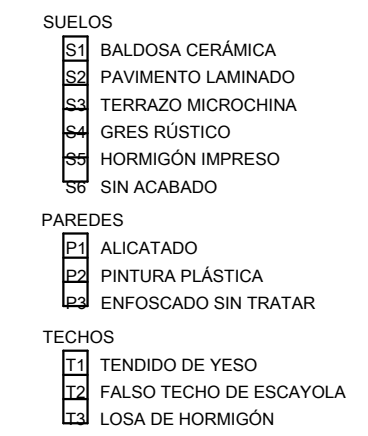 SUELOS
S1 BALDOSA CERÁMICA
S2 PAVIMENTO LAMINADO
S3 TERRAZO MICROCHINA
S4 GRES RÚSTICO
S5 HORMIGÓN IMPRESO
S6 SIN ACABADO
PAREDES
P1 ALICATADO
P2 PINTURA PLÁSTICA
P3 ENFOSCADO SIN TRATAR
TECHOS
T1 TENDIDO DE YESO
T2 FALSO TECHO DE ESCAYOLA
T3 LOSA DE HORMIGÓN